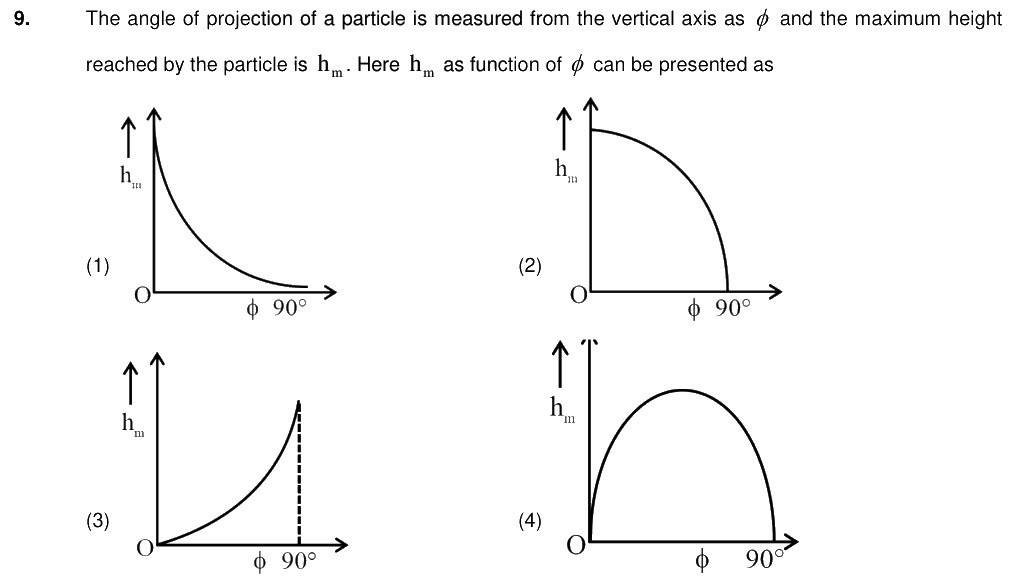 9. The angle of projection of a particle is measured from the vertical axis as ϕ and the maximum height
reached by the particle is hₘ. Here hₘ as function of ϕ can be presented as
hₘ
(1)
O
ϕ 90°
hₘ
(2)
O
ϕ 90°
hₘ
(3)
O
ϕ 90°
hₘ
(4)
O
ϕ 90°